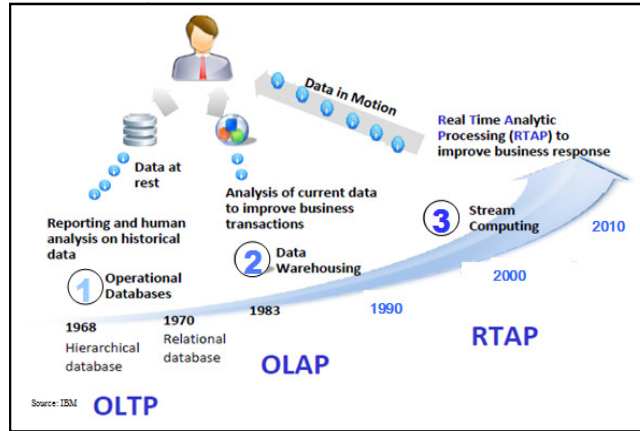 Data in Motion
Real Time Analytic
Processing (RTAP) to
improve business response
Data at
rest
Analysis of current data
to improve business
transactions
Reporting and human
analysis on historical
data
3 Stream
Computing
2010
2 Data
Warehousing
1 Operational
Databases
2000
1990
1983
1968
Hierarchical
database
1970
Relational
database
RTAP
OLAP
Source: IBM
OLTP